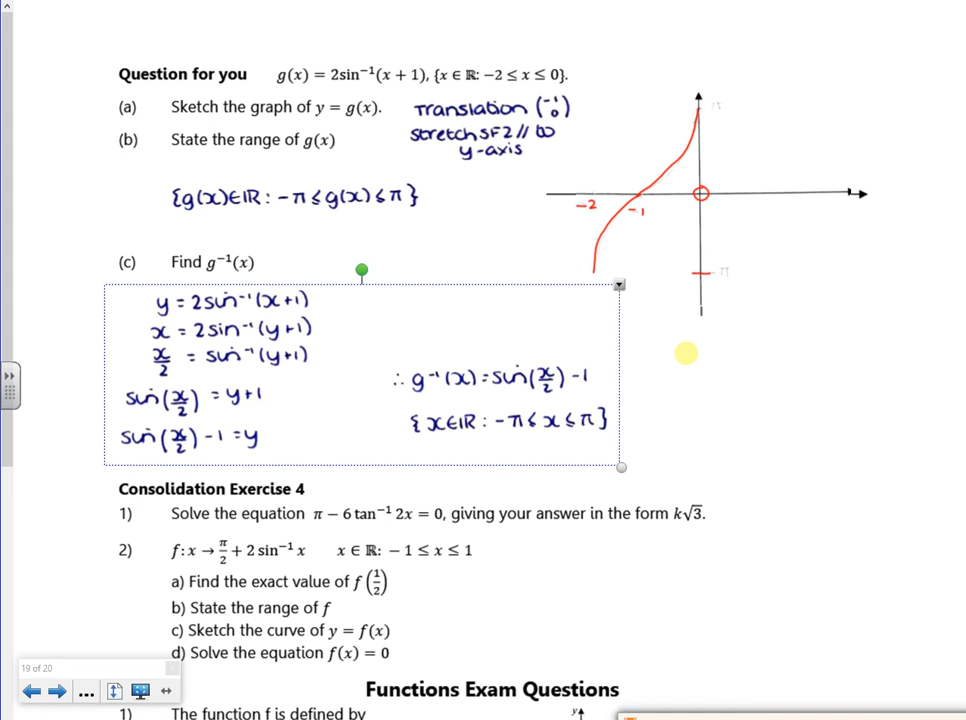 Question for you g(x) = 2sin⁻¹(x + 1), {x ∈ ℝ: −2 ≤ x ≤ 0}.
(a) Sketch the graph of y = g(x).
Translation (-1 0)
stretch SF2 // to
y-axis
(b) State the range of g(x)
{g(x)∈ℝ : -π ≤ g(x) ≤ π}
π
-2
-1
π
(c) Find g⁻¹(x)
y = 2sin⁻¹(x+1)
x = 2sin⁻¹(y+1)
x/2 = sin⁻¹(y+1)
sin(x/2) = y+1
sin(x/2) -1 = y
∴ g⁻¹(x) = sin(x/2) -1
{x∈ℝ : -π ≤ x ≤ π}
Consolidation Exercise 4
1) Solve the equation π − 6 tan⁻¹ 2x = 0, giving your answer in the form k√3.
2) f: x → π/2 + 2 sin⁻¹ x x ∈ ℝ: − 1 ≤ x ≤ 1
a) Find the exact value of f(1/2)
b) State the range of f
c) Sketch the curve of y = f(x)
d) Solve the equation f(x) = 0
19 of 20
...
Functions Exam Questions
1) The function f is defined by
y